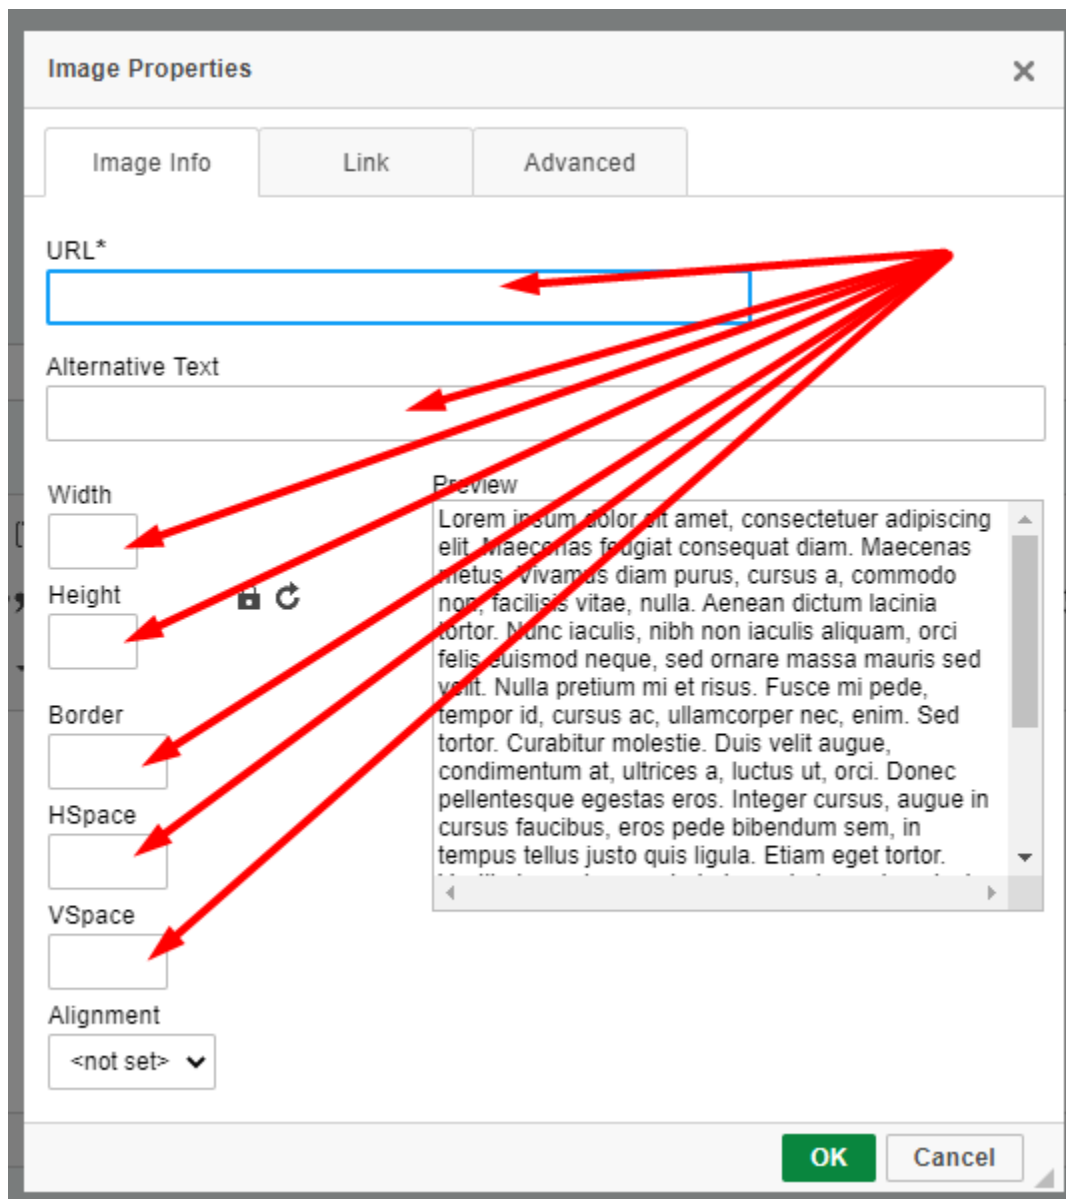 Image Properties
Image Info
Link
Advanced
URL*
Alternative Text
Width
Height
Border
HSpace
VSpace
Alignment
<not set>
Preview
Lorem ipsum dolor sit amet, consectetuer adipiscing
elit. Maecenas feugiat consequat diam. Maecenas
metus. Vivamus diam purus, cursus a, commodo
non, facilisis vitae, nulla. Aenean dictum lacinia
tortor. Nunc iaculis, nibh non iaculis aliquam, orci
felis euismod neque, sed ornare massa mauris sed
velit. Nulla pretium mi et risus. Fusce mi pede,
tempor id, cursus ac, ullamcorper nec, enim. Sed
tortor. Curabitur molestie. Duis velit augue,
condimentum at, ultrices a, luctus ut, orci. Donec
pellentesque egestas eros. Integer cursus, augue in
cursus faucibus, eros pede bibendum sem, in
tempus tellus justo quis ligula. Etiam eget tortor.
OK
Cancel